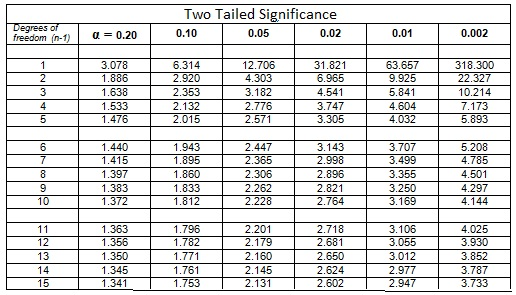 Two Tailed Significance
Degrees of freedom (n-1) α = 0.20 0.10 0.05 0.02 0.01 0.002
1 3.078 6.314 12.706 31.821 63.657 318.300
2 1.886 2.920 4.303 6.965 9.925 22.327
3 1.638 2.353 3.182 4.541 5.841 10.214
4 1.533 2.132 2.776 3.747 4.604 7.173
5 1.476 2.015 2.571 3.305 4.032 5.893
6 1.440 1.943 2.447 3.143 3.707 5.208
7 1.415 1.895 2.365 2.998 3.499 4.785
8 1.397 1.860 2.306 2.896 3.355 4.501
9 1.383 1.833 2.262 2.821 3.250 4.297
10 1.372 1.812 2.228 2.764 3.169 4.144
11 1.363 1.796 2.201 2.718 3.106 4.025
12 1.356 1.782 2.179 2.681 3.055 3.930
13 1.350 1.771 2.160 2.650 3.012 3.852
14 1.345 1.761 2.145 2.624 2.977 3.787
15 1.341 1.753 2.131 2.602 2.947 3.733